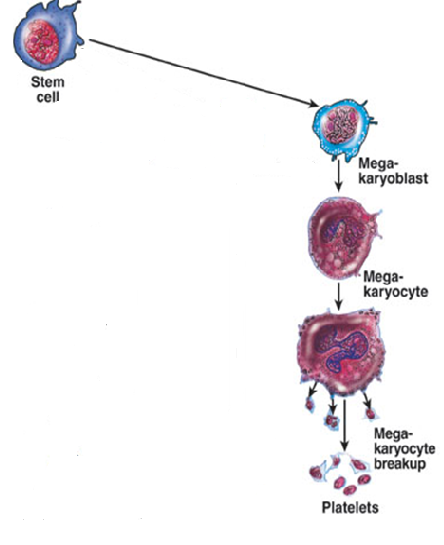 Stem
cell
Mega-
karyoblast
Mega-
karyocyte
Mega-
karyocyte
breakup
Platelets